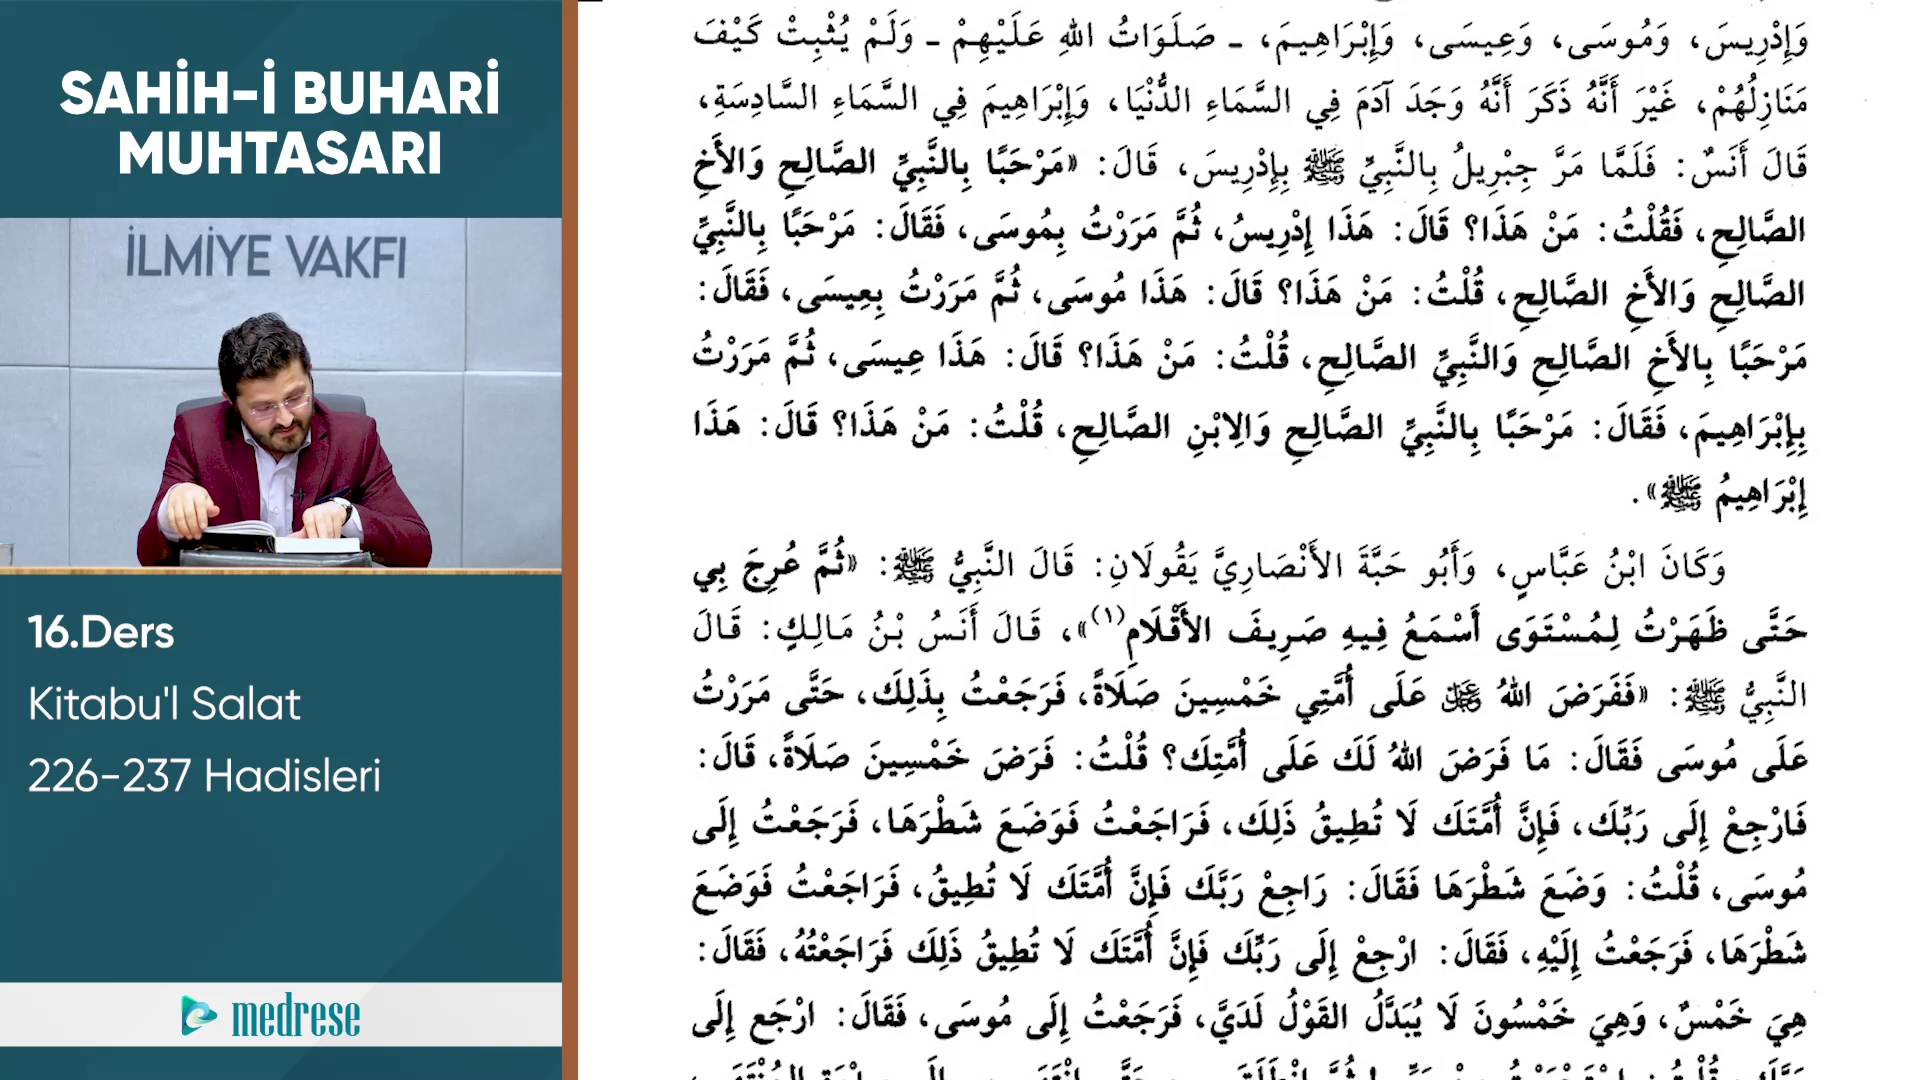 SAHİH-İ BUHARİ
MUHTASARI
İLMİYE VAKFI
16.Ders
Kitabu'l Salat
226-237 Hadisleri
medrese
وَإِدْرِيسَ، وَمُوسَى، وَعِيسَى، وَإِبْرَاهِيمَ، ـ صَلَوَاتُ اللهِ عَلَيْهِمْ ـ وَلَمْ يُثْبِتْ كَيْفَ
مَنَازِلُهُمْ، غَيْرَ أَنَّهُ ذَكَرَ أَنَّهُ وَجَدَ آدَمَ فِي السَّمَاءِ الدُّنْيَا، وَإِبْرَاهِيمَ فِي السَّمَاءِ السَّادِسَةِ،
قَالَ أَنَسٌ: فَلَمَّا مَرَّ جِبْرِيلُ بِالنَّبِيِّ ﷺ بِإِدْرِيسَ، قَالَ: «مَرْحَبًا بِالنَّبِيِّ الصَّالِحِ وَالأَخِ
الصَّالِحِ، فَقُلْتُ: مَنْ هَذَا؟ قَالَ: هَذَا إِدْرِيسُ، ثُمَّ مَرَرْتُ بِمُوسَى، فَقَالَ: مَرْحَبًا بِالنَّبِيِّ
الصَّالِحِ وَالأَخِ الصَّالِحِ، قُلْتُ: مَنْ هَذَا؟ قَالَ: هَذَا مُوسَى، ثُمَّ مَرَرْتُ بِعِيسَى، فَقَالَ:
مَرْحَبًا بِالأَخِ الصَّالِحِ وَالنَّبِيِّ الصَّالِحِ، قُلْتُ: مَنْ هَذَا؟ قَالَ: هَذَا عِيسَى، ثُمَّ مَرَرْتُ
بِإِبْرَاهِيمَ، فَقَالَ: مَرْحَبًا بِالنَّبِيِّ الصَّالِحِ وَالِابْنِ الصَّالِحِ، قُلْتُ: مَنْ هَذَا؟ قَالَ: هَذَا
إِبْرَاهِيمُ ﷺ».
وَكَانَ ابْنُ عَبَّاسٍ، وَأَبُو حَبَّةَ الأَنْصَارِيَّ يَقُولَانِ: قَالَ النَّبِيُّ ﷺ: «ثُمَّ عُرِجَ بِي
حَتَّى ظَهَرْتُ لِمُسْتَوَى أَسْمَعُ فِيهِ صَرِيفَ الأَقْلَامِ(١)»، قَالَ أَنَسُ بْنُ مَالِكٍ: قَالَ
النَّبِيُّ ﷺ: «فَفَرَضَ اللهُ عَزَّ وَجَلَّ عَلَى أُمَّتِي خَمْسِينَ صَلَاةً، فَرَجَعْتُ بِذَلِكَ، حَتَّى مَرَرْتُ
عَلَى مُوسَى فَقَالَ: مَا فَرَضَ اللهُ لَكَ عَلَى أُمَّتِكَ؟ قُلْتُ: فَرَضَ خَمْسِينَ صَلَاةً، قَالَ:
فَارْجِعْ إِلَى رَبِّكَ، فَإِنَّ أُمَّتَكَ لَا تُطِيقُ ذَلِكَ، فَرَاجَعْتُ فَوَضَعَ شَطْرَهَا، فَرَجَعْتُ إِلَى
مُوسَى، قُلْتُ: وَضَعَ شَطْرَهَا فَقَالَ: رَاجِعْ رَبَّكَ فَإِنَّ أُمَّتَكَ لَا تُطِيقُ، فَرَاجَعْتُ فَوَضَعَ
شَطْرَهَا، فَرَجَعْتُ إِلَيْهِ، فَقَالَ: ارْجِعْ إِلَى رَبِّكَ فَإِنَّ أُمَّتَكَ لَا تُطِيقُ ذَلِكَ فَرَاجَعْتُهُ، فَقَالَ:
هِيَ خَمْسٌ، وَهِيَ خَمْسُونَ لَا يُبَدَّلُ القَوْلُ لَدَيَّ، فَرَجَعْتُ إِلَى مُوسَى، فَقَالَ: ارْجَع إِلَى